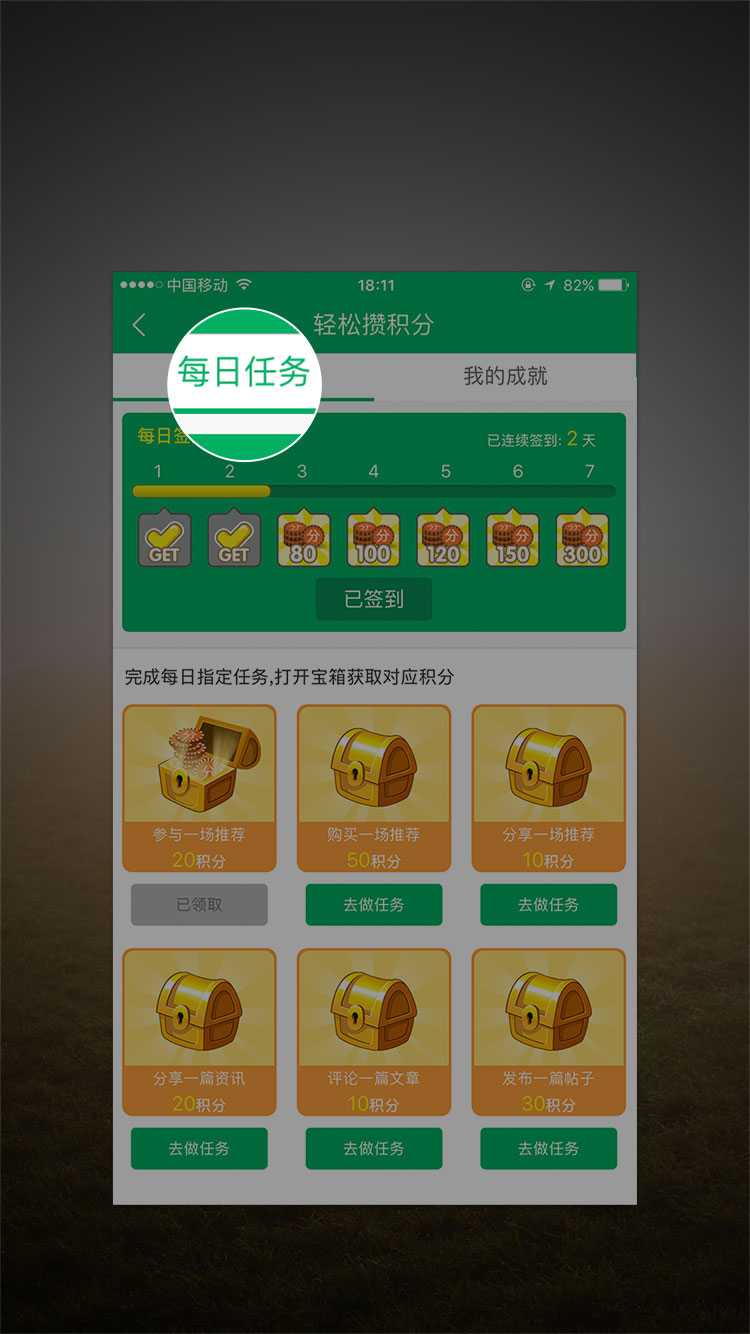 中国移动 18:11 82%
轻松攒积分
每日任务 我的成就
每日签 已连续签到: 2 天
1 2 3 4 5 6 7
GET GET 分 80 分 100 分 120 分 150 分 300
已签到
完成每日指定任务,打开宝箱获取对应积分
参与一场推荐 购买一场推荐 分享一场推荐
20积分 50积分 10积分
已领取 去做任务 去做任务
分享一篇资讯 评论一篇文章 发布一篇帖子
20积分 10积分 30积分
去做任务 去做任务 去做任务